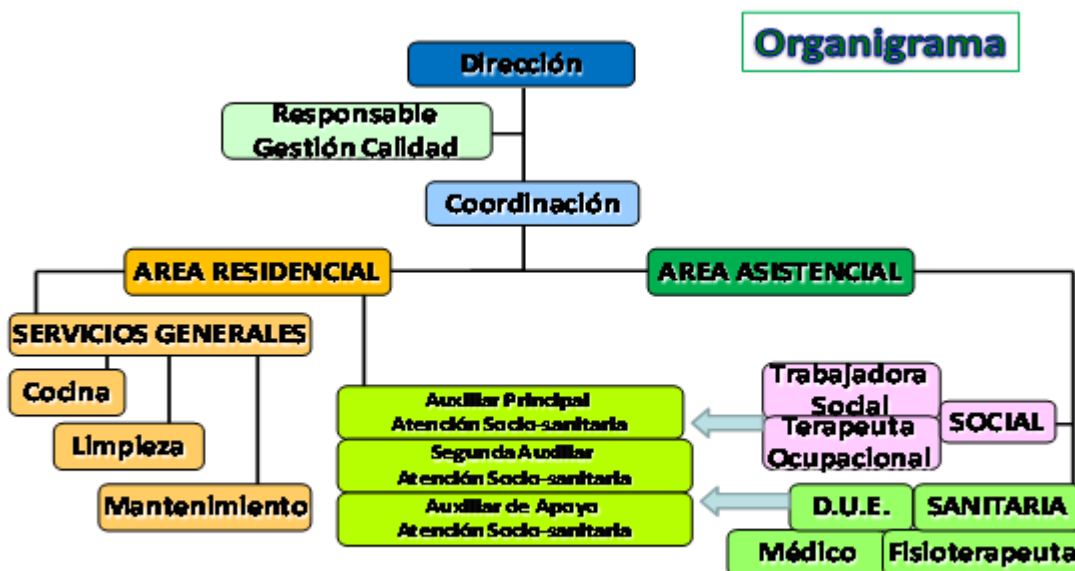 Organigrama
Dirección
Responsable
Gestión Calidad
Coordinación
AREA RESIDENCIAL
AREA ASISTENCIAL
SERVICIOS GENERALES
Cocina
Limpieza
Mantenimiento
Auxiliar Principal
Atención Socio-sanitaria
Segunda Auxiliar
Atención Socio-sanitaria
Auxiliar de Apoyo
Atención Socio-sanitaria
Trabajadora
Social
Terapeuta
Ocupacional
SOCIAL
D.U.E.
SANITARIA
Médico
Fisioterapeuta